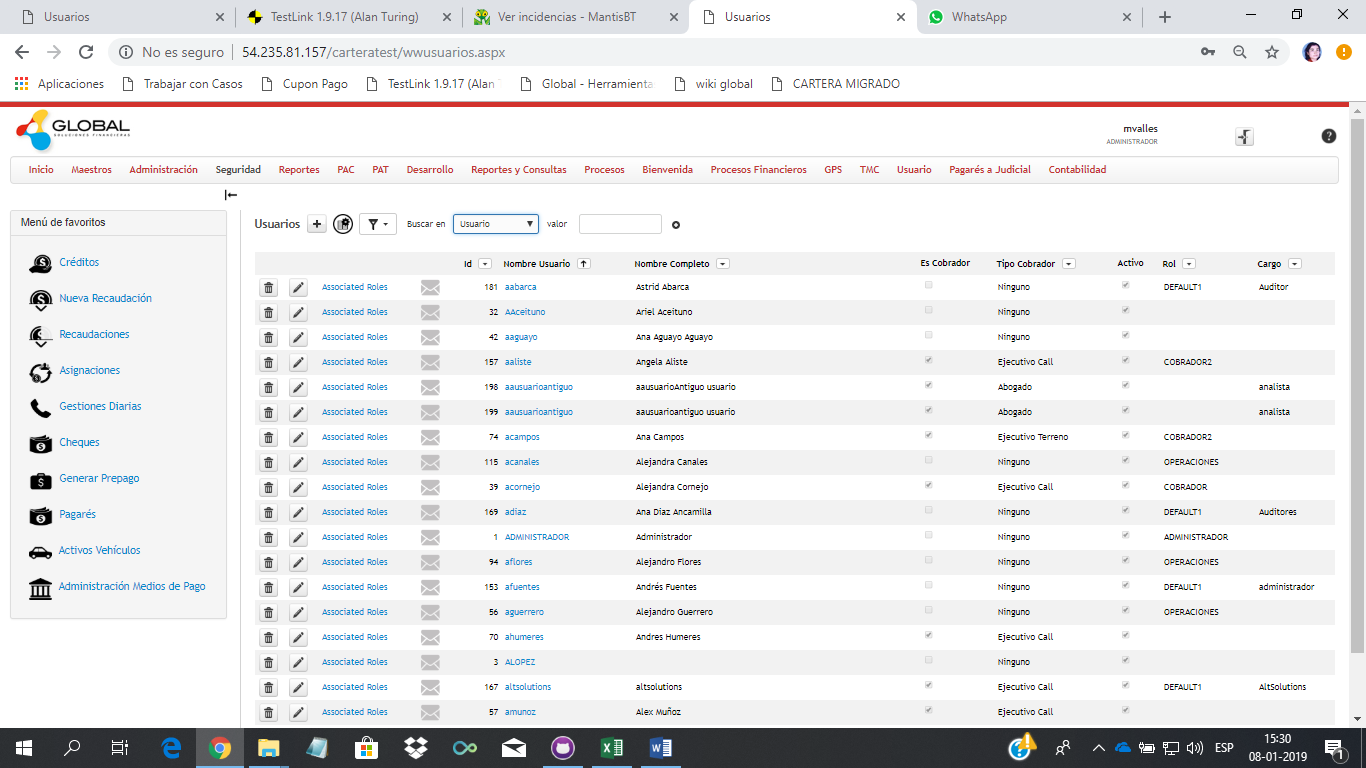 Usuarios
TestLink 1.9.17 (Alan Turing)
Ver incidencias - MantisBT
Usuarios
WhatsApp
No es seguro | 54.235.81.157/carteratest/wwusuarios.aspx
Aplicaciones
Trabajar con Casos
Cupon Pago
TestLink 1.9.17 (Alan
Global - Herramienta
wiki global
CARTERA MIGRADO
GLOBAL
SOLUCIONES FINANCIERAS
mvalles
ADMINISTRADOR
Inicio Maestros Administración Seguridad Reportes PAC PAT Desarrollo Reportes y Consultas Procesos Bienvenida Procesos Financieros GPS TMC Usuario Pagarés a Judicial Contabilidad
Menú de favoritos
Créditos
Nueva Recaudación
Recaudaciones
Asignaciones
Gestiones Diarias
Cheques
Generar Prepago
Pagarés
Activos Vehículos
Administración Medios de Pago
Usuarios Buscar en Usuario valor
Id Nombre Usuario Nombre Completo Es Cobrador Tipo Cobrador Activo Rol Cargo
Associated Roles 181 aabarca Astrid Abarca Ninguno DEFAULT1 Auditor
Associated Roles 32 AAceituno Ariel Aceituno Ninguno
Associated Roles 42 aaguayo Ana Aguayo Aguayo Ninguno
Associated Roles 157 aaliste Angela Aliste Ejecutivo Call COBRADOR2
Associated Roles 198 aausuarioantiguo aausuarioAntiguo usuario Abogado analista
Associated Roles 199 aausuarioantiguo aausuarioantiguo usuario Abogado analista
Associated Roles 74 acampos Ana Campos Ejecutivo Terreno COBRADOR2
Associated Roles 115 acanales Alejandra Canales Ninguno OPERACIONES
Associated Roles 39 acornejo Alejandra Cornejo Ejecutivo Call COBRADOR
Associated Roles 169 adiaz Ana Diaz Ancamilla Ninguno DEFAULT1 Auditores
Associated Roles 1 ADMINISTRADOR Administrador Ninguno ADMINISTRADOR
Associated Roles 94 aflores Alejandro Flores Ninguno OPERACIONES
Associated Roles 153 afuentes Andrés Fuentes Ninguno DEFAULT1 administrador
Associated Roles 56 aguerrero Alejandro Guerrero Ninguno OPERACIONES
Associated Roles 70 ahumeres Andres Humeres Ejecutivo Call
Associated Roles 3 ALOPEZ Ninguno
Associated Roles 167 altsolutions altsolutions Ejecutivo Call DEFAULT1 AltSolutions
Associated Roles 57 amunoz Alex Muñoz Ejecutivo Call
ESP
15:30
08-01-2019
1